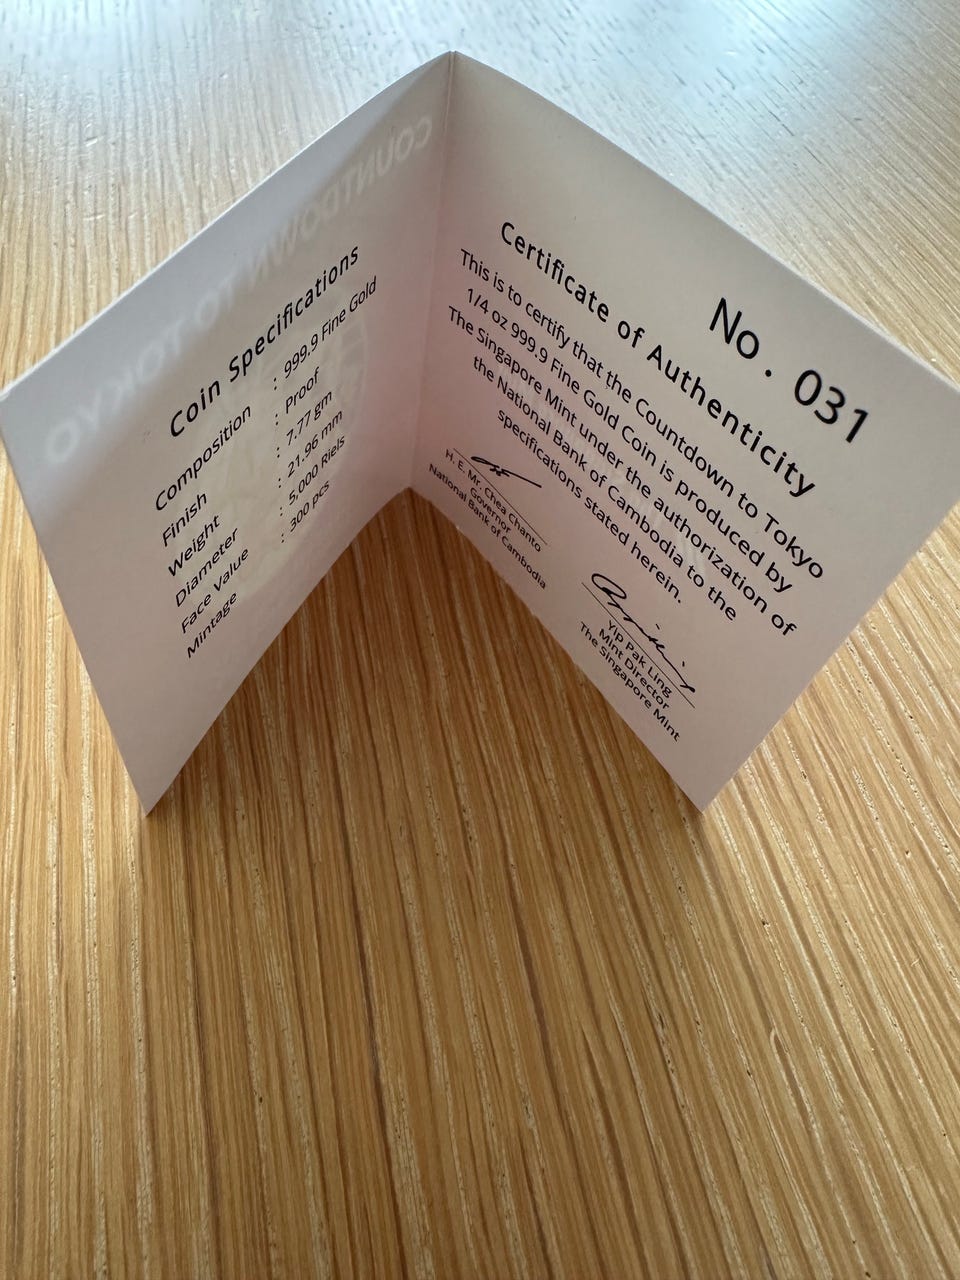 COUNTDOWN TO TOKYO
Coin Specifications
Composition : 999.9 Fine Gold
Finish : Proof
Weight : 7.77 gm
Diameter : 21.96 mm
Face Value : 5,000 Riels
Mintage : 300 pcs
No. 031
Certificate of Authenticity
This is to certify that the Countdown to Tokyo
1/4 oz 999.9 Fine Gold Coin is produced by
The Singapore Mint under the authorization of
the National Bank of Cambodia to the
specifications stated herein.
H. E. Mr. Chea Chanto
Governor
National Bank of Cambodia
Yip Pak Ling
Mint Director
The Singapore Mint